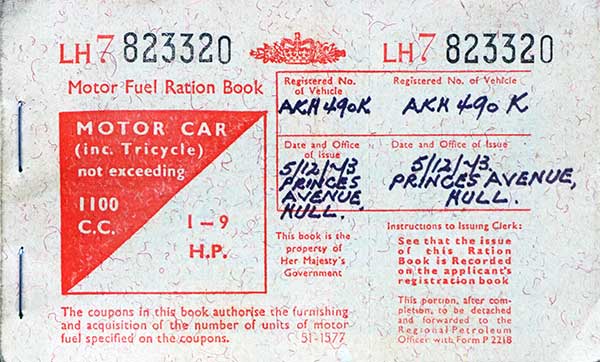 LH7 823320
LH7 823320
Motor Fuel Ration Book
MOTOR CAR
(inc. Tricycle)
not exceeding
1100
C.C.
1 – 9
H.P.
The coupons in this book authorise the furnishing
and acquisition of the number of units of motor
fuel specified on the coupons.
51-1577
Registered No.
of Vehicle
AKH 490K
Date and Office
of Issue
5/12/73
PRINCES
AVENUE,
HULL.
This book is the
property of
Her Majesty's
Government
Registered No. of Vehicle
AKH 490 K
Date and Office of Issue
5/12/73.
PRINCES AVENUE,
HULL.
Instructions to Issuing Clerk:
See that the issue
of this Ration
Book is Recorded
on the applicant's
registration book
This portion, after com-
pletion, to be detached
and forwarded to the
Regional Petroleum
Officer with Form P 2218